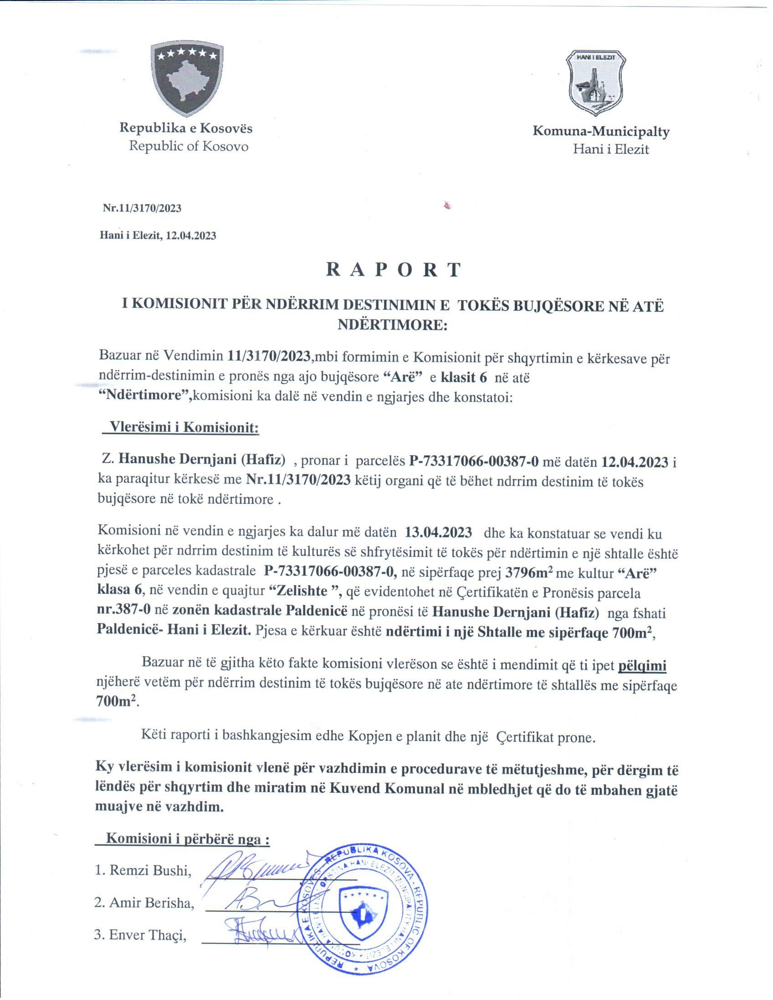 HANI I ELEZIT
Republika e Kosovës
Republic of Kosovo
Komuna-Municipalty
Hani i Elezit
Nr.11/3170/2023
Hani i Elezit, 12.04.2023
R A P O R T
I KOMISIONIT PËR NDËRRIM DESTINIMIN E TOKËS BUJQËSORE NË ATË
NDËRTIMORE:
Bazuar në Vendimin 11/3170/2023,mbi formimin e Komisionit për shqyrtimin e kërkesave për
ndërrim-destinimin e pronës nga ajo bujqësore “Arë” e klasit 6 në atë
“Ndërtimore”,komisioni ka dalë në vendin e ngjarjes dhe konstatoi:
Vlerësimi i Komisionit:
Z. Hanushe Dernjani (Hafiz) , pronar i parcelës P-73317066-00387-0 më datën 12.04.2023 i
ka paraqitur kërkesë me Nr.11/3170/2023 këtij organi që të bëhet ndrrim destinim të tokës
bujqësore në tokë ndërtimore .
Komisioni në vendin e ngjarjes ka dalur më datën 13.04.2023 dhe ka konstatuar se vendi ku
kërkohet për ndrrim destinim të kulturës së shfrytësimit të tokës për ndërtimin e një shtalle është
pjesë e parceles kadastrale P-73317066-00387-0, në sipërfaqe prej 3796m² me kultur “Arë”
klasa 6, në vendin e quajtur “Zelishte ”, që evidentohet në Çertifikatën e Pronësis parcela
nr.387-0 në zonën kadastrale Paldenicë në pronësi të Hanushe Dernjani (Hafiz) nga fshati
Paldenicë- Hani i Elezit. Pjesa e kërkuar është ndërtimi i një Shtalle me sipërfaqe 700m²,
Bazuar në të gjitha këto fakte komisioni vlerëson se është i mendimit që ti ipet pëlqimi
njëherë vetëm për ndërrim destinim të tokës bujqësore në ate ndërtimore të shtallës me sipërfaqe
700m².
Këti raporti i bashkangjesim edhe Kopjen e planit dhe një Çertifikat prone.
Ky vlerësim i komisionit vlenë për vazhdimin e procedurave të mëtutjeshme, për dërgim të
lëndës për shqyrtim dhe miratim në Kuvend Komunal në mbledhjet që do të mbahen gjatë
muajve në vazhdim.
Komisioni i përbërë nga :
1. Remzi Bushi,
2. Amir Berisha,
3. Enver Thaçi,
REPUBLIKA E KOSOVËS - REPUBLIKA KOSOVA - REPUBLIC OF KOSOVA